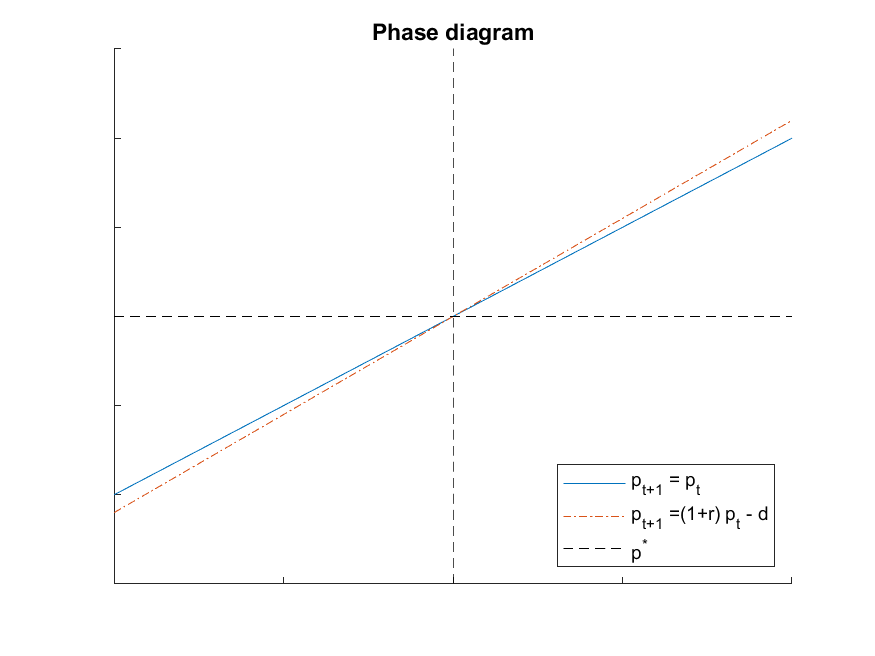 Phase diagram
p_{t+1} = p_t
p_{t+1} =(1+r) p_t - d
p^*